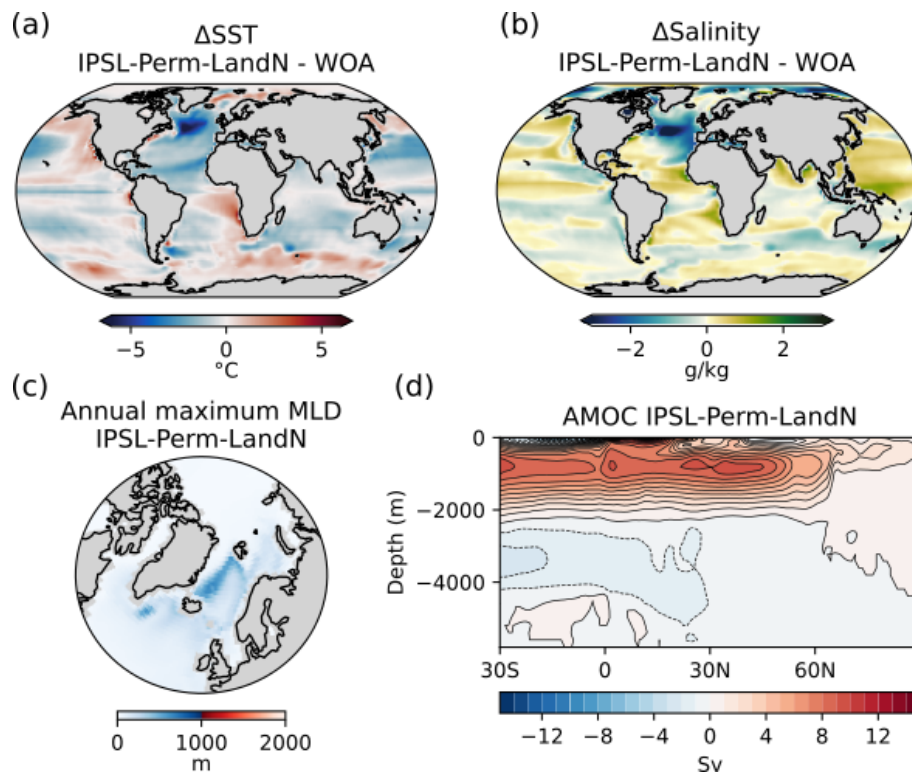 (a)
ΔSST
IPSL-Perm-LandN - WOA
−5
0
5
°C
(b)
ΔSalinity
IPSL-Perm-LandN - WOA
−2
0
2
g/kg
(c)
Annual maximum MLD
IPSL-Perm-LandN
0
1000
2000
m
(d)
AMOC IPSL-Perm-LandN
Depth (m)
0
−2000
−4000
30S
0
30N
60N
−12
−8
−4
0
4
8
12
Sv